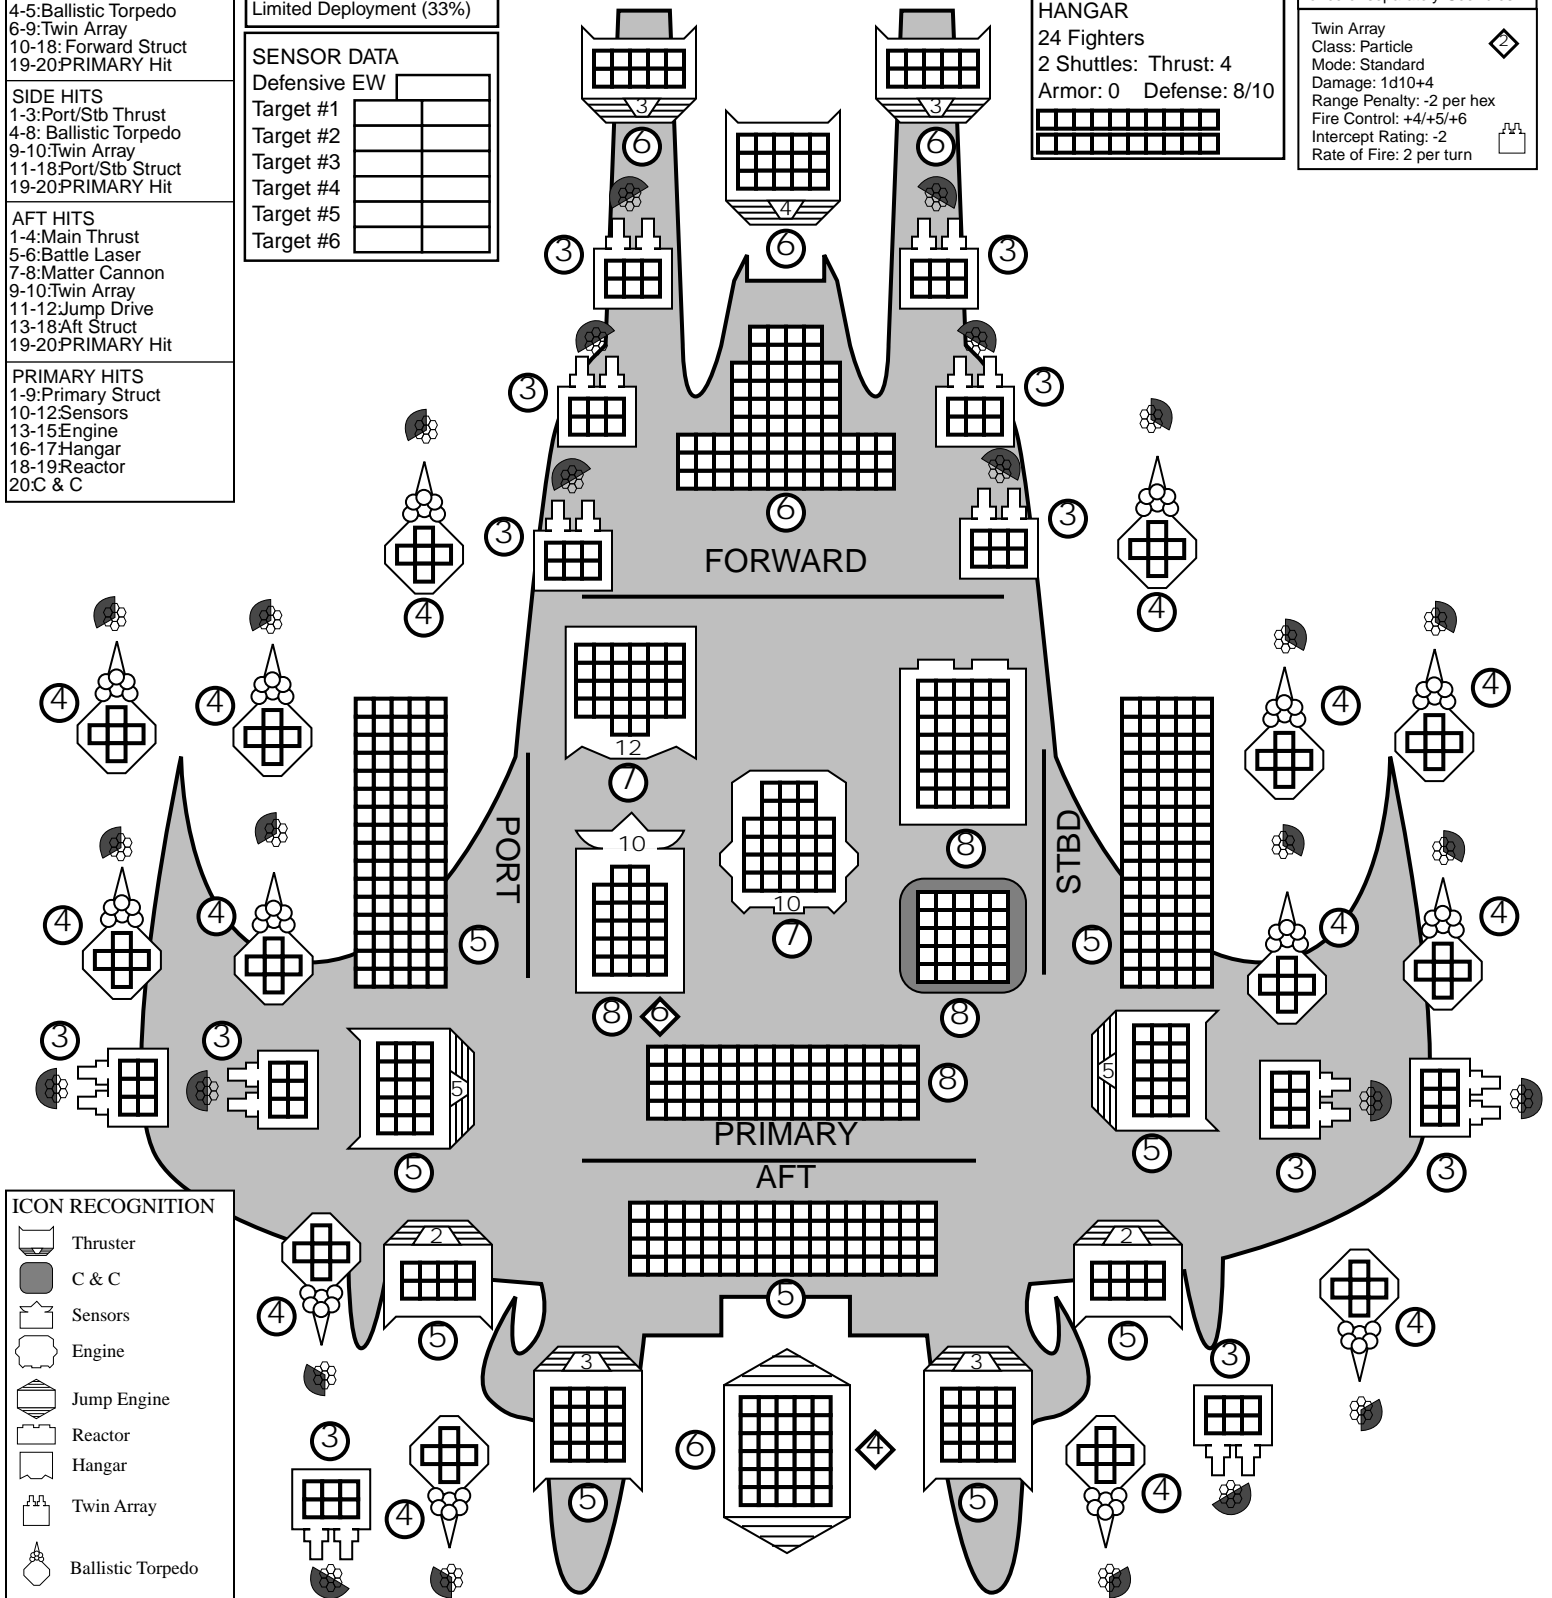 4-5:Ballistic Torpedo
6-9:Twin Array
10-18: Forward Struct
19-20:PRIMARY Hit
SIDE HITS
1-3:Port/Stb Thrust
4-8: Ballistic Torpedo
9-10:Twin Array
11-18:Port/Stb Struct
19-20:PRIMARY Hit
AFT HITS
1-4:Main Thrust
5-6:Battle Laser
7-8:Matter Cannon
9-10:Twin Array
11-12:Jump Drive
13-18:Aft Struct
19-20:PRIMARY Hit
PRIMARY HITS
1-9:Primary Struct
10-12:Sensors
13-15:Engine
16-17:Hangar
18-19:Reactor
20:C & C
Limited Deployment (33%)
SENSOR DATA
Defensive EW
Target #1
Target #2
Target #3
Target #4
Target #5
Target #6
HANGAR
24 Fighters
2 Shuttles: Thrust: 4
Armor: 0 Defense: 8/10
Twin Array
Class: Particle
Mode: Standard
Damage: 1d10+4
Range Penalty: -2 per hex
Fire Control: +4/+5/+6
Intercept Rating: -2
Rate of Fire: 2 per turn
2
3 3
6 6
4
6
3 3
3 3
6
3 3
FORWARD
4 4
4 4 4 4
12
7
PORT
STBD
10
8
10
7
4 4 4 4
5 5
8 6 8
3 3
5 5
8
PRIMARY
5 5
3 3
AFT
2 2
4 5 5 5 4
3 3
3
3 6 4
4 5 5 4
ICON RECOGNITION
Thruster
C & C
Sensors
Engine
Jump Engine
Reactor
Hangar
Twin Array
Ballistic Torpedo